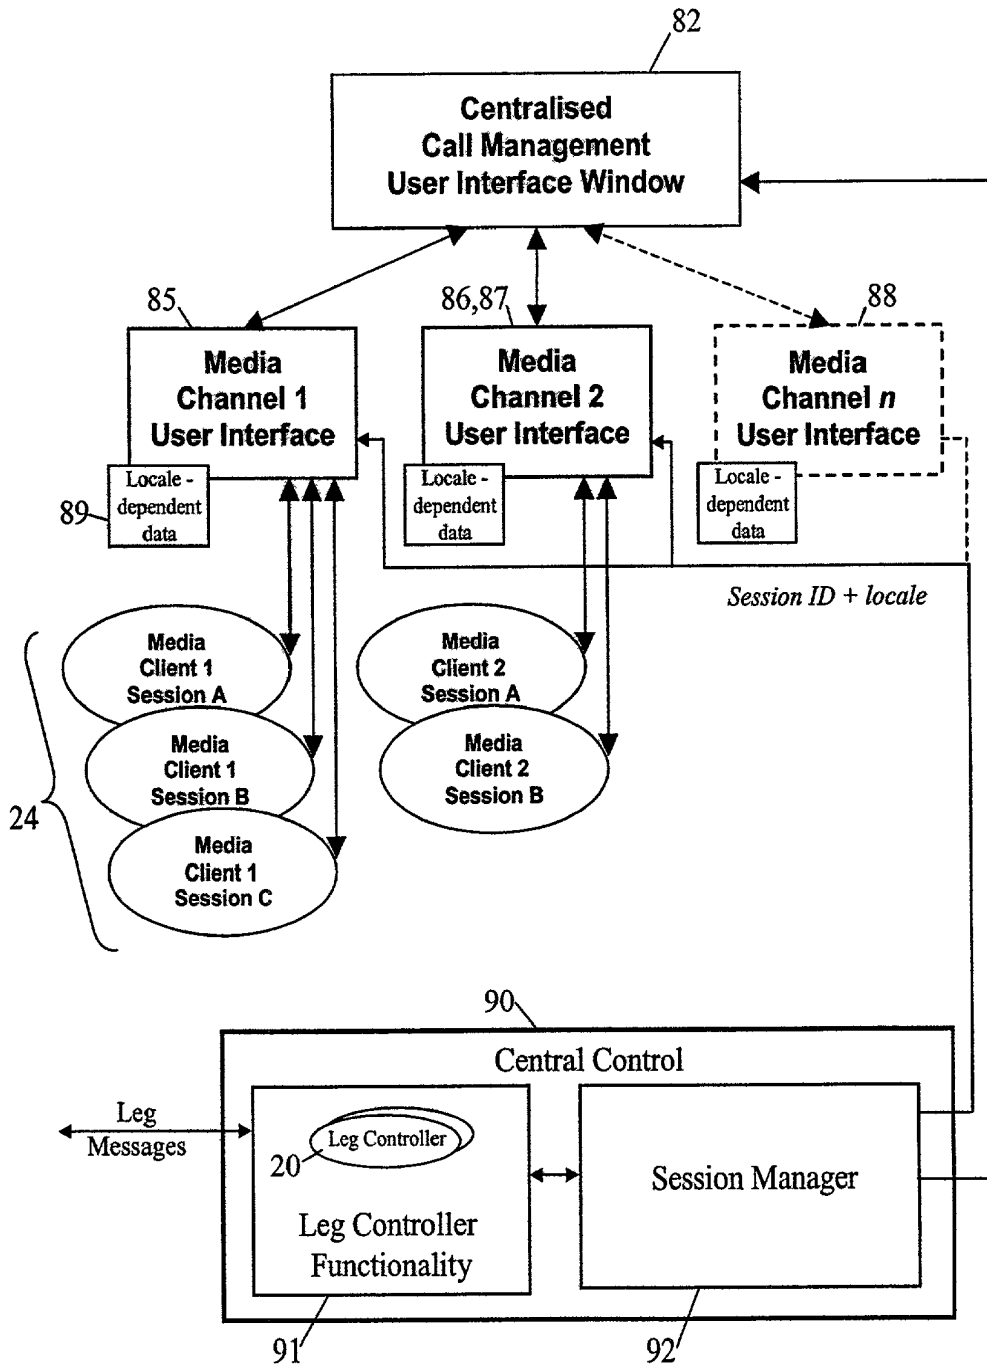 82
Centralised
Call Management
User Interface Window
85
86,87
88
Media
Channel 1
User Interface
Media
Channel 2
User Interface
Media
Channel n
User Interface
89
Locale -
dependent
data
Locale -
dependent
data
Locale -
dependent
data
Session ID + locale
24
Media
Client 1
Session A
Media
Client 1
Session B
Media
Client 1
Session C
Media
Client 2
Session A
Media
Client 2
Session B
90
Central Control
Leg
Messages
Leg Controller
20
Leg Controller
Functionality
Session Manager
91
92